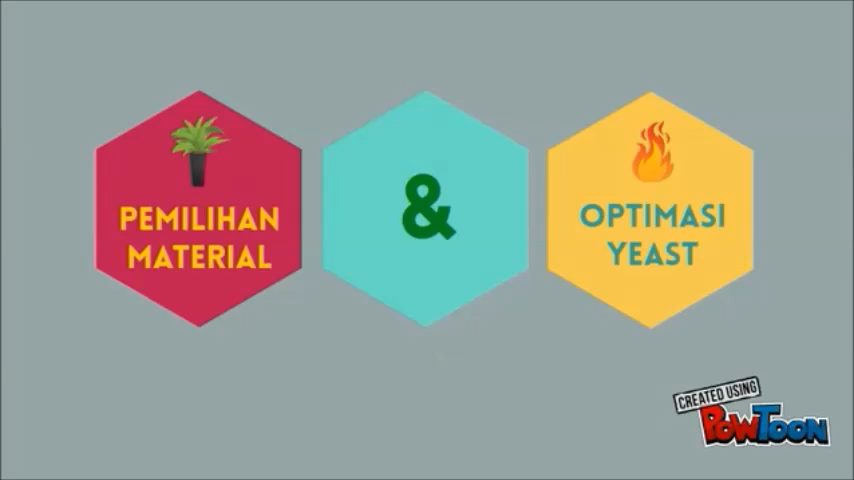 PEMILIHAN
MATERIAL
&
OPTIMASI
YEAST
CREATED USING
POWTOON